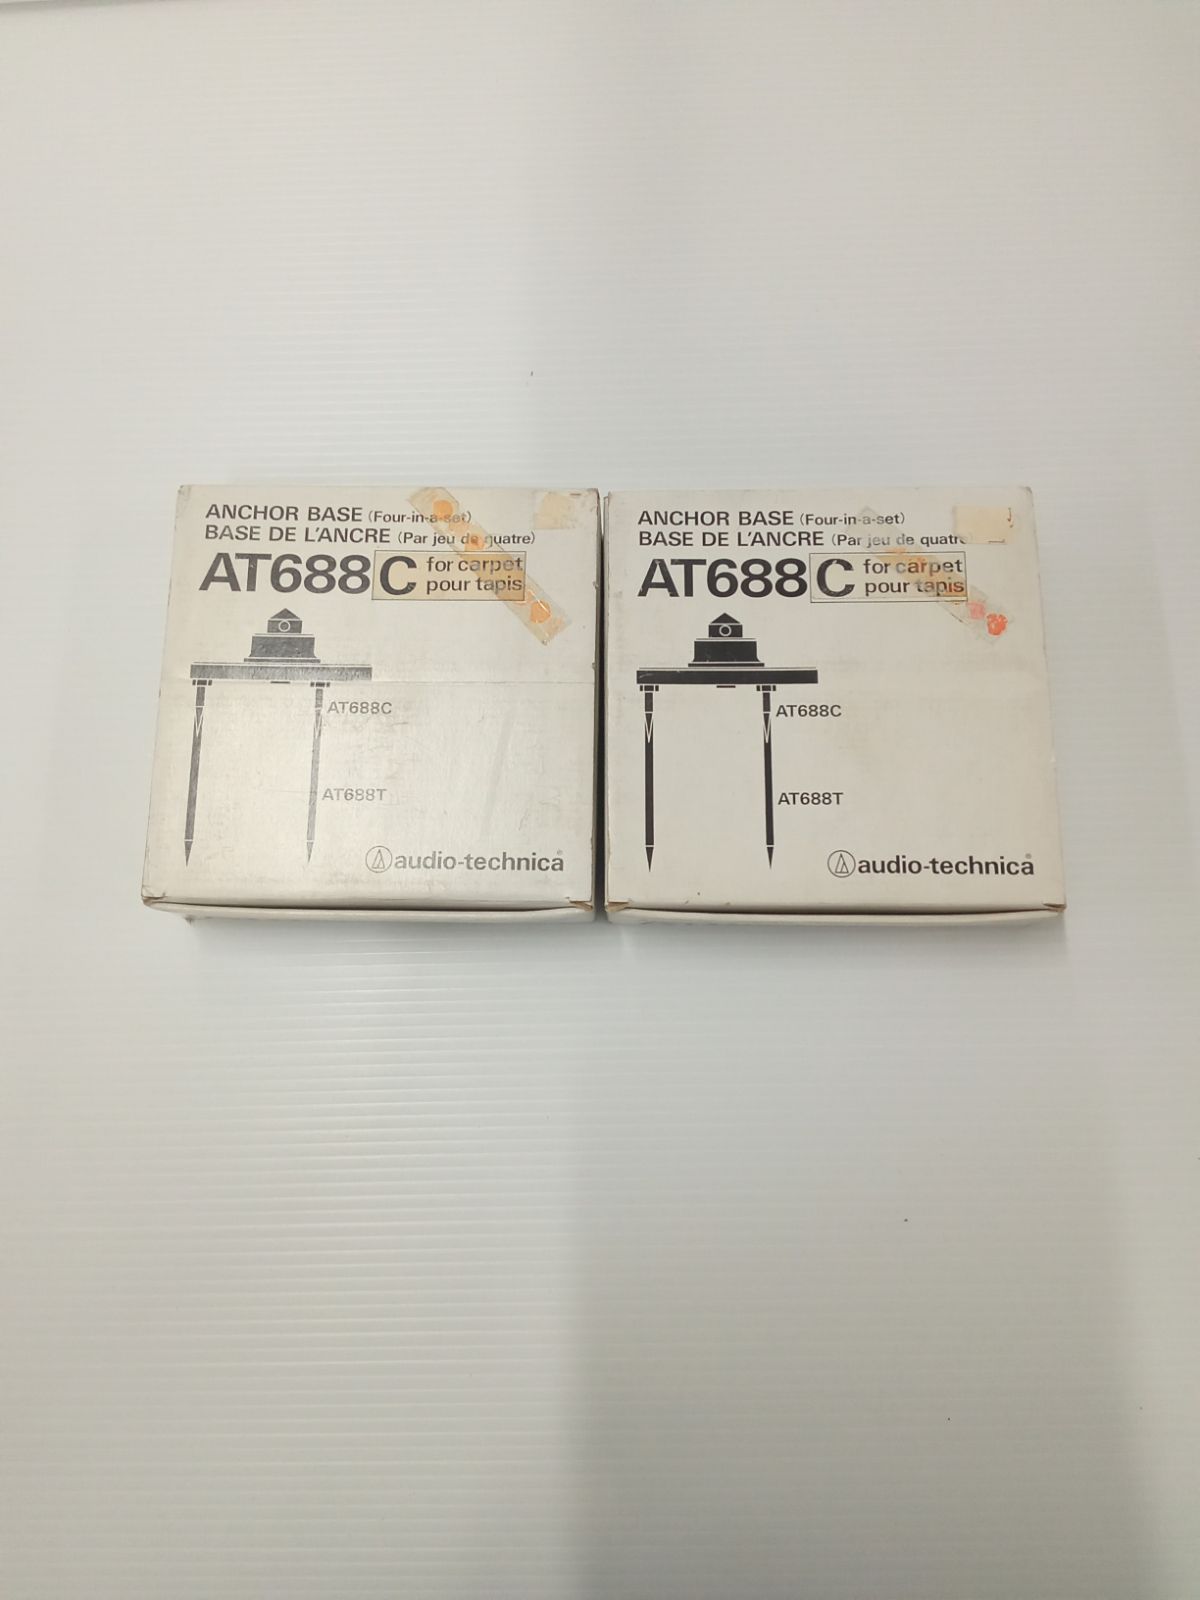 ANCHOR BASE (Four-in-a-set)
BASE DE L'ANCRE (Par jeu de quatre)
AT688C for carpet
pour tapis
AT688C
AT688T
audio-technica®
ANCHOR BASE (Four-in-a-set)
BASE DE L'ANCRE (Par jeu de quatre
AT688C for carpet
pour tapis
AT688C
AT688T
audio-technica®